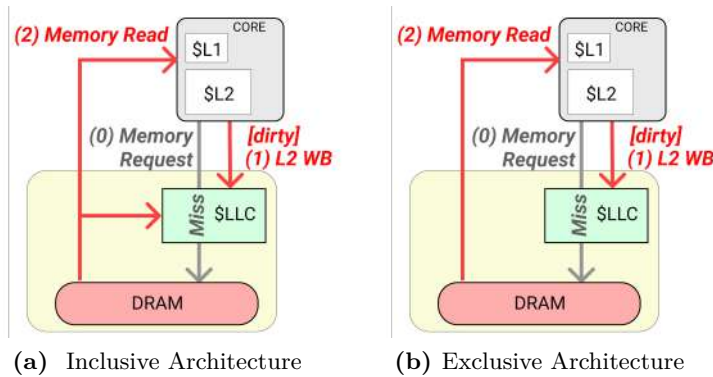 CORE
(2) Memory Read
$L1
$L2
(0) Memory
Request
[dirty]
(1) L2 WB
Miss
$LLC
DRAM
(a) Inclusive Architecture
CORE
(2) Memory Read
$L1
$L2
(0) Memory
Request
[dirty]
(1) L2 WB
Miss
$LLC
DRAM
(b) Exclusive Architecture